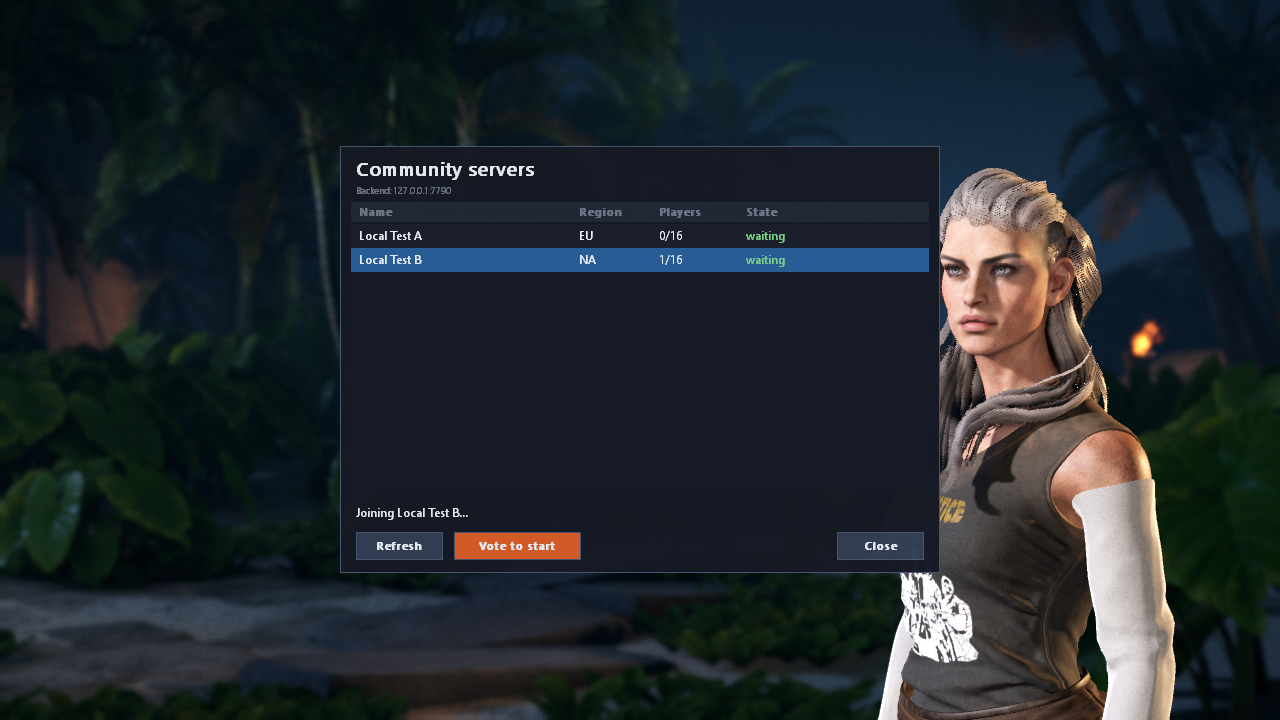 Community servers
Backend: 127.0.0.1:7790
Name Region Players State
Local Test A EU 0/16 waiting
Local Test B NA 1/16 waiting
Joining Local Test B...
Refresh Vote to start Close